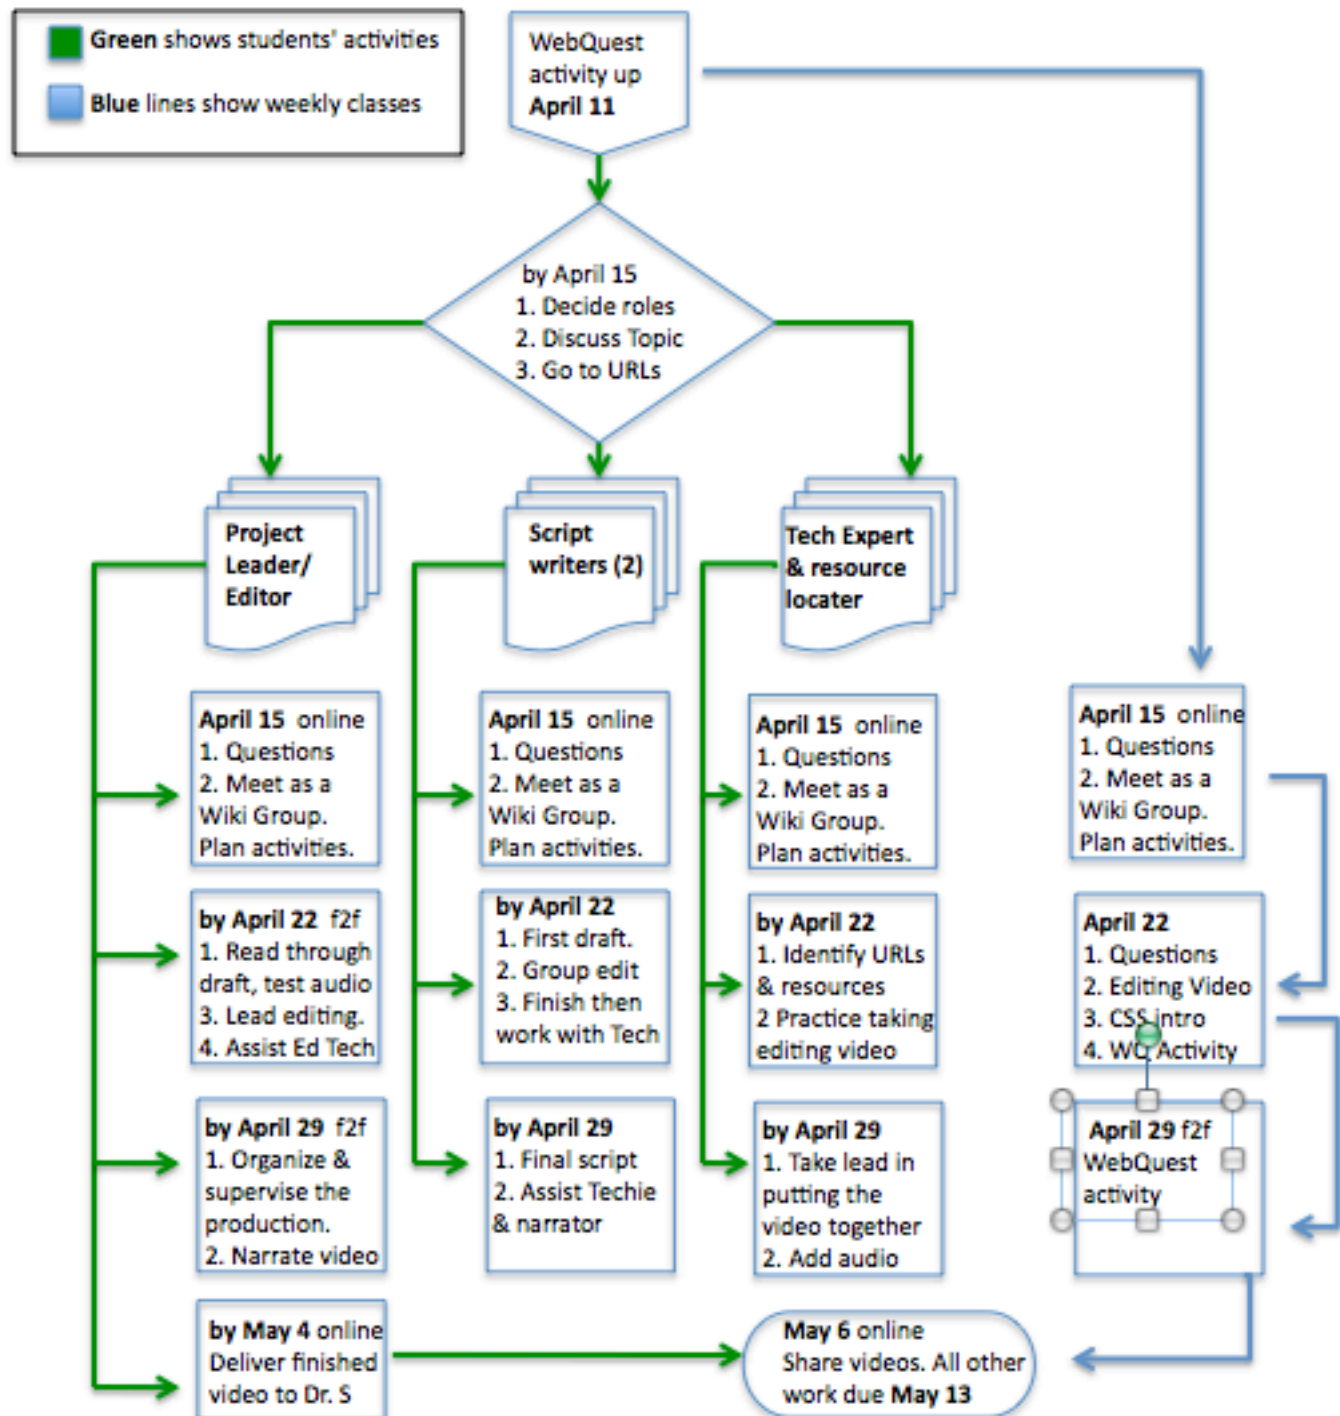 Green shows students' activities
Blue lines show weekly classes
WebQuest
activity up
April 11
by April 15
1. Decide roles
2. Discuss Topic
3. Go to URLs
Project
Leader/
Editor
Script
writers (2)
Tech Expert
& resource
locater
April 15 online
1. Questions
2. Meet as a
Wiki Group.
Plan activities.
April 15 online
1. Questions
2. Meet as a
Wiki Group.
Plan activities.
April 15 online
1. Questions
2. Meet as a
Wiki Group.
Plan activities.
April 15 online
1. Questions
2. Meet as a
Wiki Group.
Plan activities.
by April 22 f2f
1. Read through
draft, test audio
3. Lead editing.
4. Assist Ed Tech
by April 22
1. First draft.
2. Group edit
3. Finish then
work with Tech
by April 22
1. Identify URLs
& resources
2 Practice taking
editing video
April 22
1. Questions
2. Editing Video
3. CSS intro
4. WQ Activity
by April 29 f2f
1. Organize &
supervise the
production.
2. Narrate video
by April 29
1. Final script
2. Assist Techie
& narrator
by April 29
1. Take lead in
putting the
video together
2. Add audio
April 29 f2f
WebQuest
activity
by May 4 online
Deliver finished
video to Dr. S
May 6 online
Share videos. All other
work due May 13